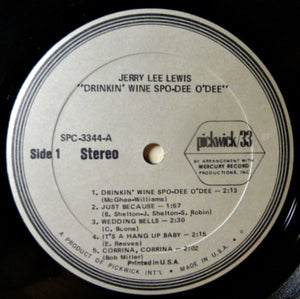 JERRY LEE LEWIS
"DRINKIN' WINE SPO-DEE O'DEE"
SPC-3344-A
Side 1 Stereo
pickwick/33
BY ARRANGEMENT WITH
MERCURY RECORD
PRODUCTIONS, INC.
1. DRINKIN' WINE SPO-DEE O'DEE — 2:13
(McGhee-Williams)
2. JUST BECAUSE — 1:57
(B. Shelton-J. Shelton-S. Robin)
3. WEDDING BELLS — 2:30
(C. Boone)
4. IT'S A HANG UP BABY — 2:15
(E. Reeves)
5. CORRINA, CORRINA — 2:02
(Bob Miller)
Printed in U.S.A.
A PRODUCT OF PICKWICK INT'L. • MADE IN U.S.A.